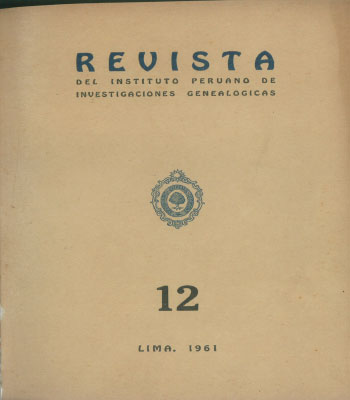 REVISTA
DEL INSTITUTO PERUANO DE
INVESTIGACIONES GENEALOGICAS
12
LIMA, 1961